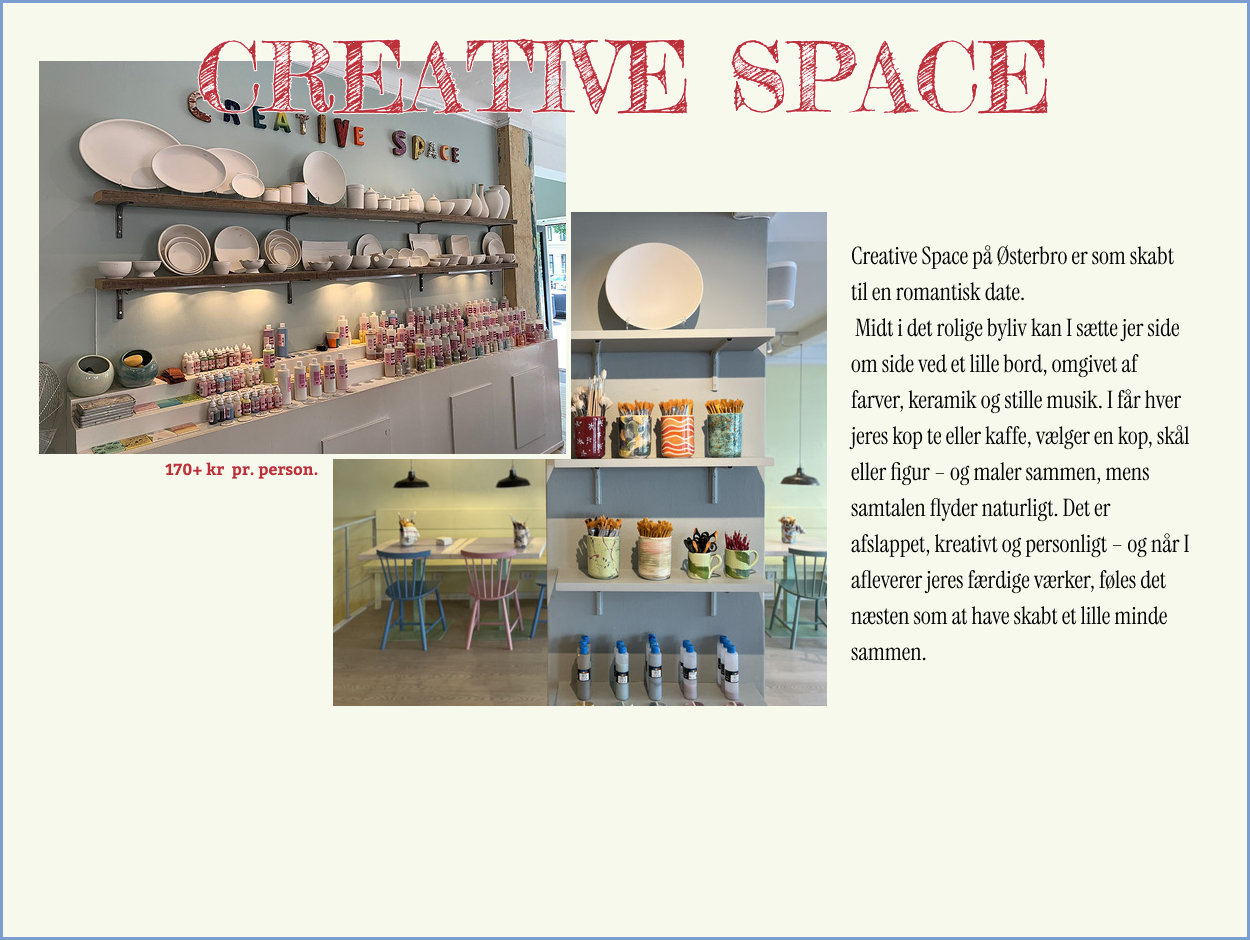 CREATIVE SPACE
CREATIVE SPACE
170+ kr  pr. person.
Creative Space på Østerbro er som skabt
til en romantisk date.
Midt i det rolige byliv kan I sætte jer side
om side ved et lille bord, omgivet af
farver, keramik og stille musik. I får hver
jeres kop te eller kaffe, vælger en kop, skål
eller figur – og maler sammen, mens
samtalen flyder naturligt. Det er
afslappet, kreativt og personligt – og når I
afleverer jeres færdige værker, føles det
næsten som at have skabt et lille minde
sammen.